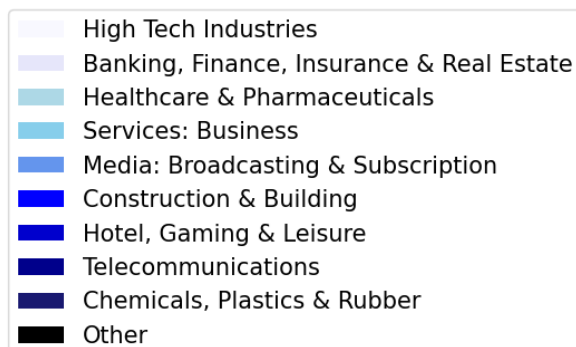 High Tech Industries
Banking, Finance, Insurance & Real Estate
Healthcare & Pharmaceuticals
Services: Business
Media: Broadcasting & Subscription
Construction & Building
Hotel, Gaming & Leisure
Telecommunications
Chemicals, Plastics & Rubber
Other